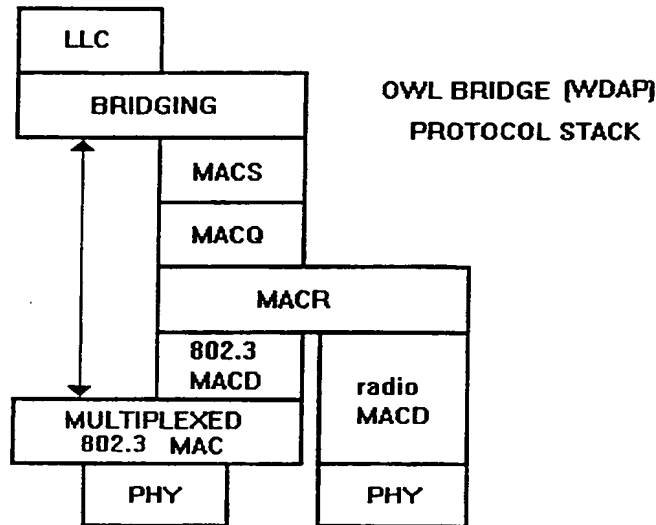 LLC
BRIDGING
OWL BRIDGE (WDAP)
PROTOCOL STACK
MACS
MACQ
MACR
802.3
MACD
radio
MACD
MULTIPLEXED
802.3 MAC
PHY
PHY